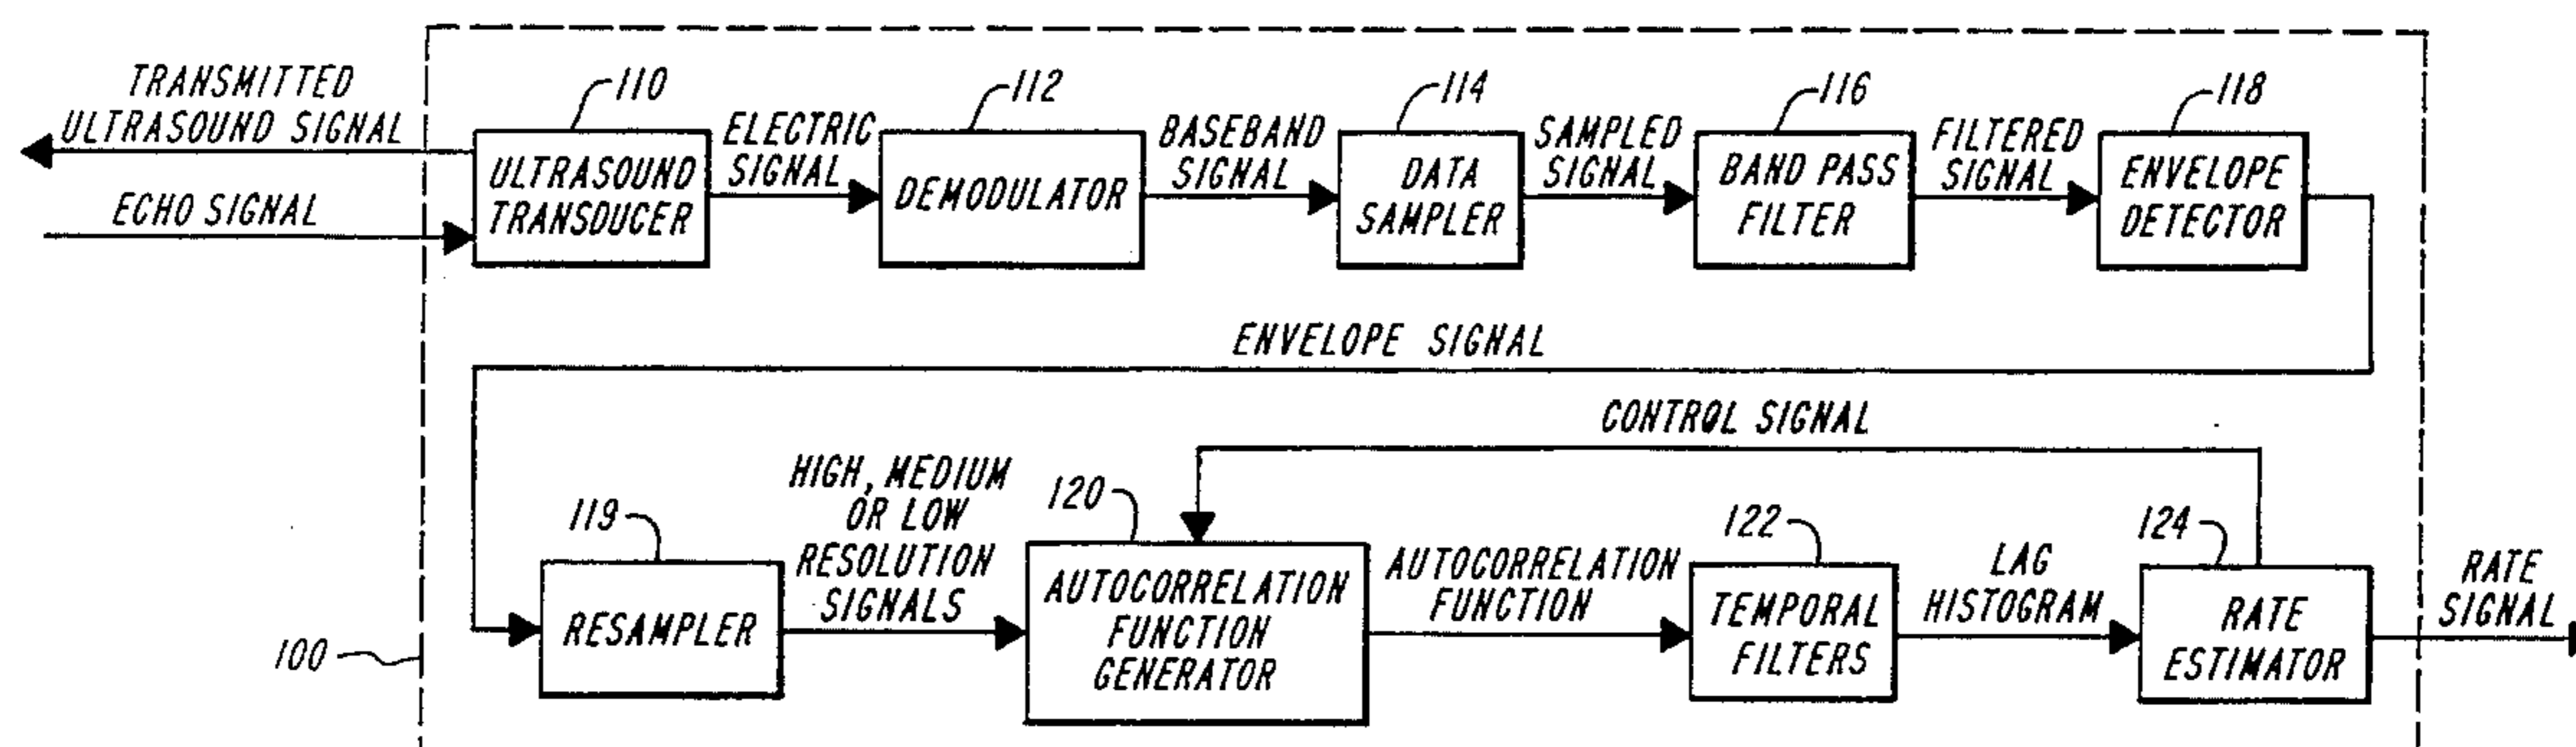 TRANSMITTED
ULTRASOUND SIGNAL
ECHO SIGNAL
110
ULTRASOUND
TRANSDUCER
ELECTRIC
SIGNAL
112
DEMODULATOR
BASEBAND
SIGNAL
114
DATA
SAMPLER
SAMPLED
SIGNAL
116
BAND PASS
FILTER
FILTERED
SIGNAL
118
ENVELOPE
DETECTOR
ENVELOPE SIGNAL
CONTROL SIGNAL
100
119
RESAMPLER
HIGH, MEDIUM
OR LOW
RESOLUTION
SIGNALS
120
AUTOCORRELATION
FUNCTION
GENERATOR
AUTOCORRELATION
FUNCTION
122
TEMPORAL
FILTERS
LAG
HISTOGRAM
124
RATE
ESTIMATOR
RATE
SIGNAL